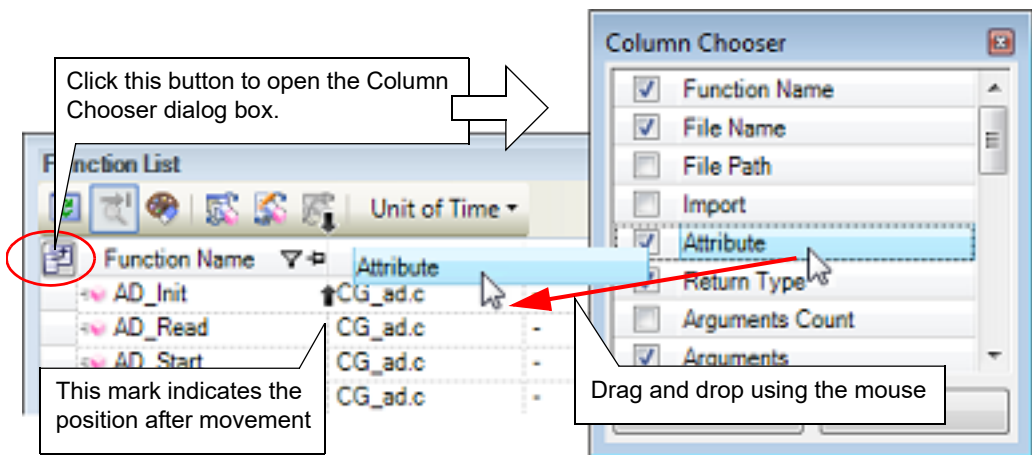 Click this button to open the Column
Chooser dialog box.
Function List
Unit of Time
Function Name
Attribute
AD_Init
CG_ad.c
AD_Read
CG_ad.c
-
AD_Start
CG_ad.c
-
CG_ad.c
-
This mark indicates the
position after movement
Column Chooser
Function Name
File Name
File Path
Import
Attribute
Return Type
Arguments Count
Arguments
Drag and drop using the mouse